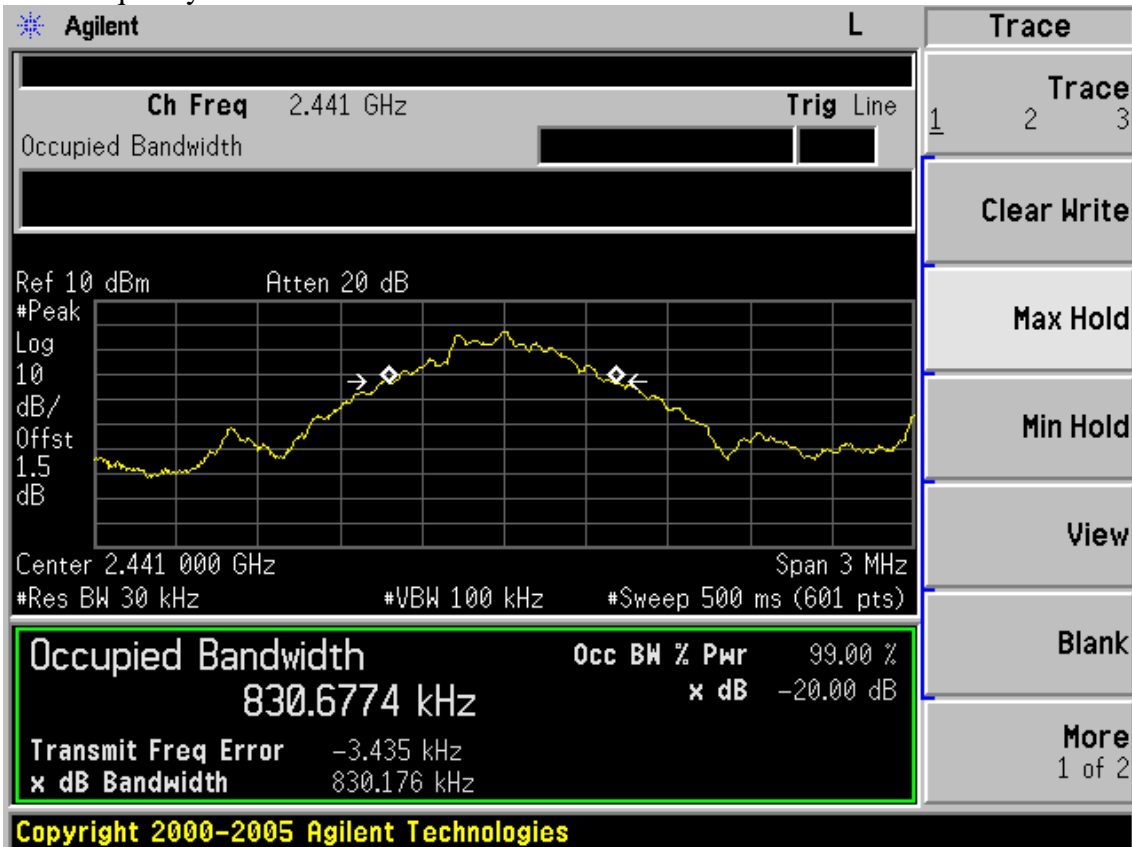 Agilent L Trace
Ch Freq 2.441 GHz Trig Line
Occupied Bandwidth
Trace
1 2 3
Clear Write
Max Hold
Min Hold
View
Blank
More
1 of 2
Ref 10 dBm Atten 20 dB
#Peak
Log
10
dB/
Offst
1.5
dB
Center 2.441 000 GHz Span 3 MHz
#Res BW 30 kHz #VBW 100 kHz #Sweep 500 ms (601 pts)
Occupied Bandwidth Occ BW % Pwr 99.00 %
830.6774 kHz x dB -20.00 dB
Transmit Freq Error -3.435 kHz
x dB Bandwidth 830.176 kHz
Copyright 2000-2005 Agilent Technologies